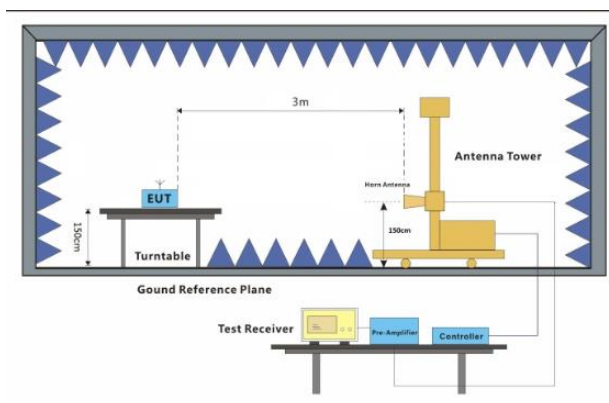 3m
Antenna Tower
Horn Antenna
EUT
150cm
150cm
Turntable
Gound Reference Plane
Test Receiver
Pre-Amplifier
Controller